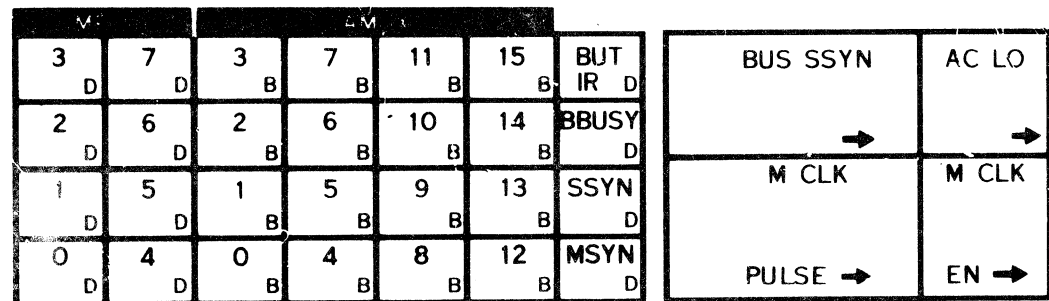 3 D 7 D 3 B 7 B 11 B 15 B BUT IR D
2 D 6 D 2 B 6 B 10 B 14 B BBUSY D
1 D 5 D 1 B 5 B 9 B 13 B SSYN D
0 D 4 D 0 B 4 B 8 B 12 B MSYN D
BUS SSYN → AC LO →
M CLK M CLK
PULSE → EN →